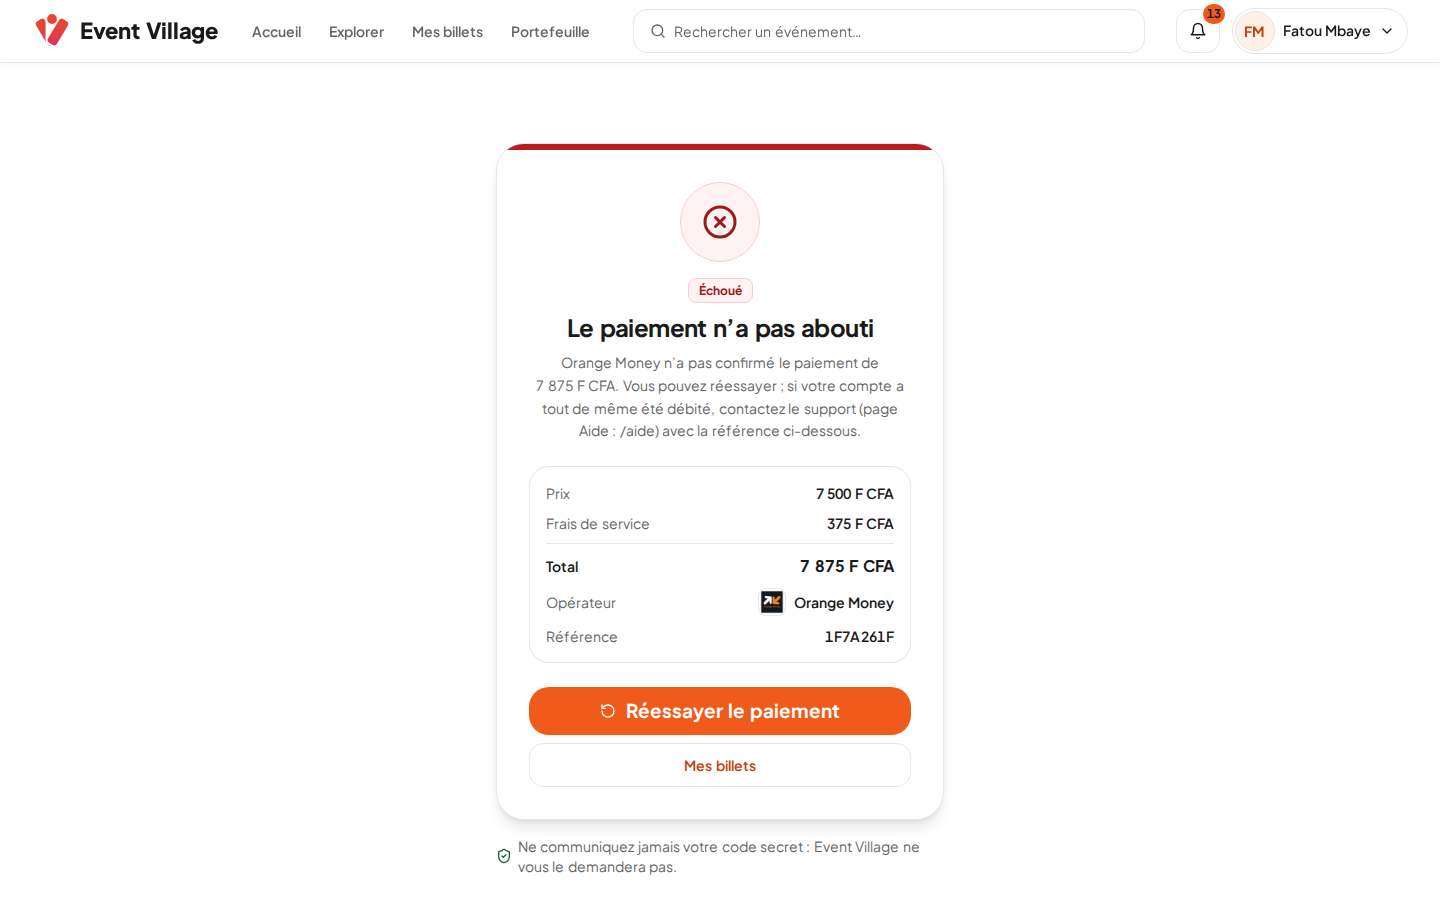 Event Village
Accueil
Explorer
Mes billets
Portefeuille
Rechercher un événement…
13
FM
Fatou Mbaye
Échoué
Le paiement n’a pas abouti
Orange Money n’a pas confirmé le paiement de
7 875 F CFA. Vous pouvez réessayer ; si votre compte a
tout de même été débité, contactez le support (page
Aide : /aide) avec la référence ci-dessous.
Prix
7 500 F CFA
Frais de service
375 F CFA
Total
7 875 F CFA
Opérateur
Orange Money
Référence
1F7A261F
Réessayer le paiement
Mes billets
Ne communiquez jamais votre code secret : Event Village ne
vous le demandera pas.